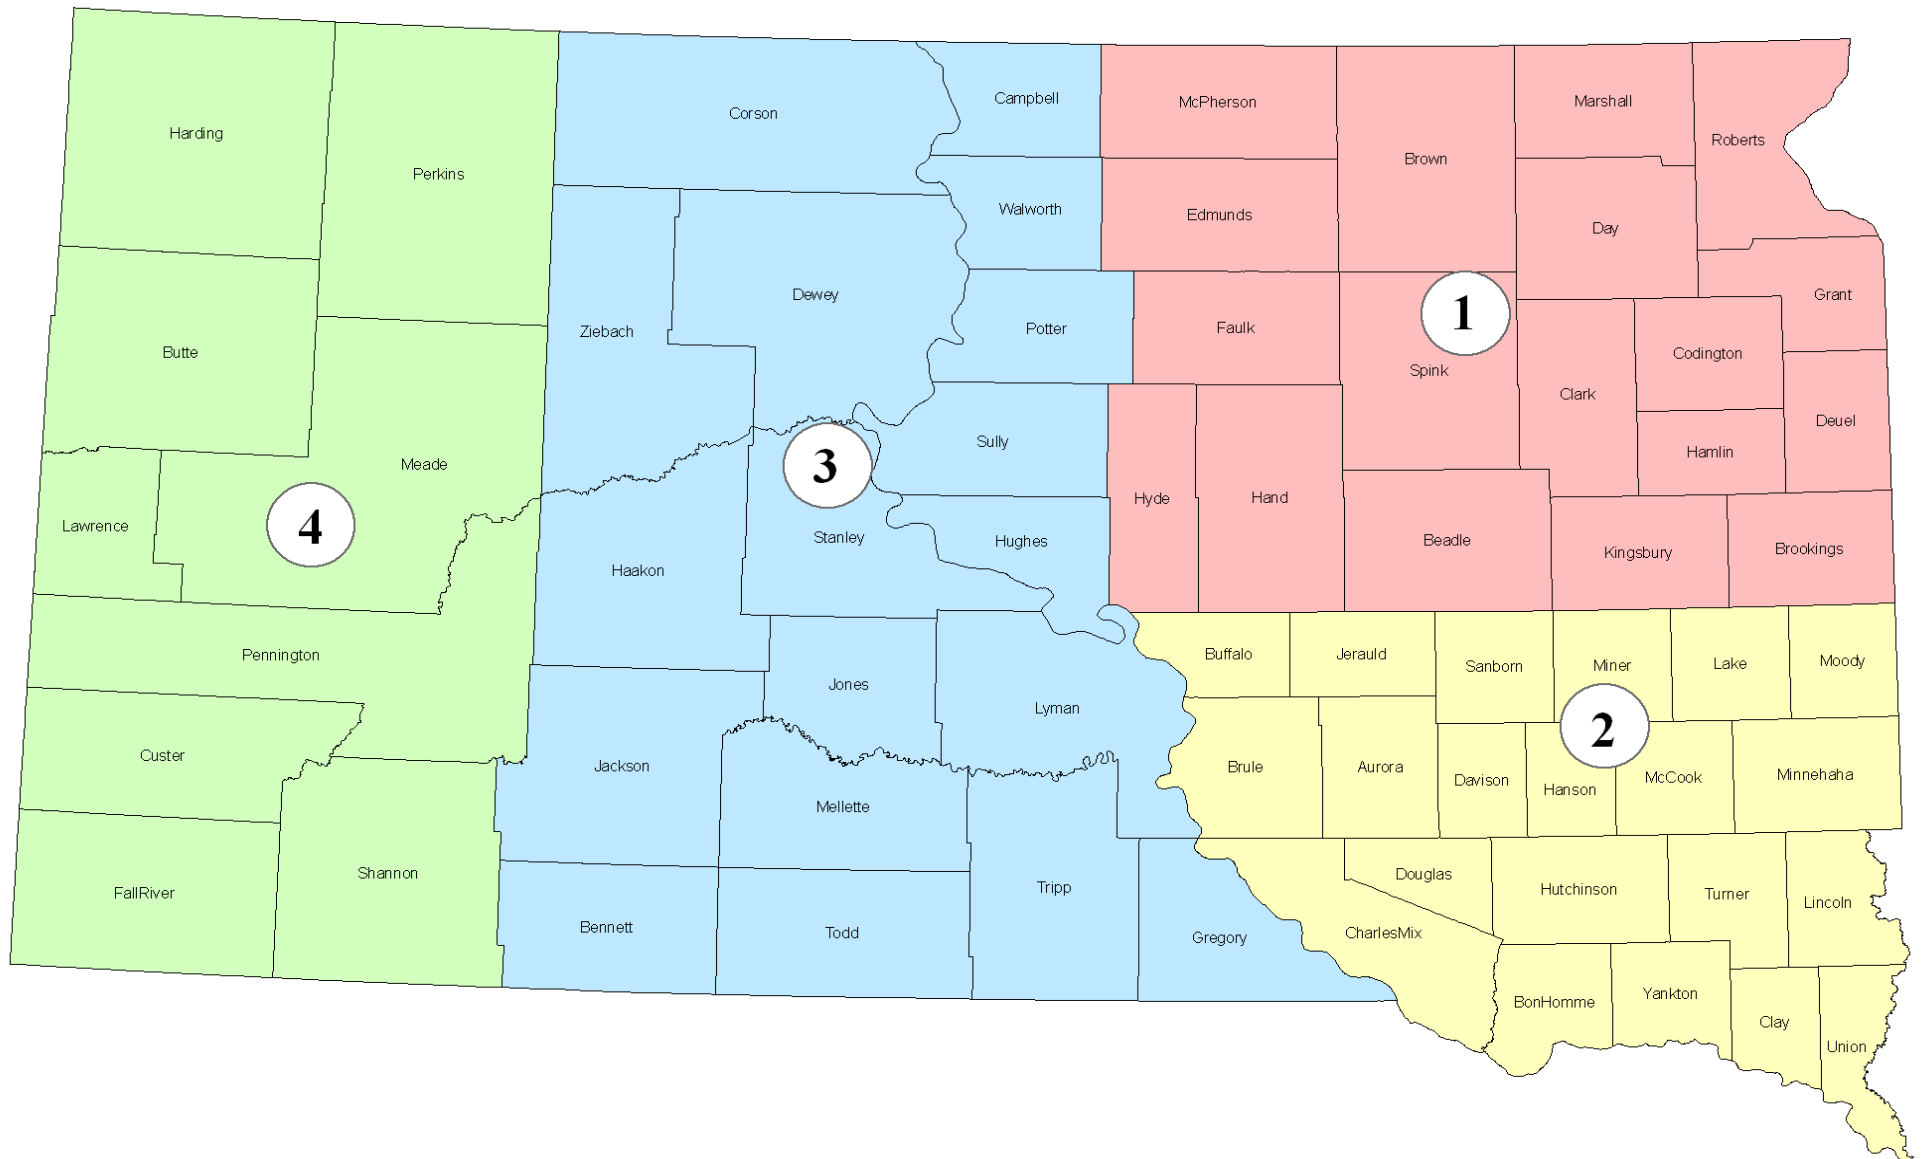 Harding
Perkins
Corson
Campbell
McPherson
Brown
Marshall
Roberts
Walworth
Edmunds
Day
Butte
Ziebach
Dewey
Potter
Faulk
1
Spink
Grant
Codington
Clark
Deuel
Hamlin
Meade
3
Sully
Hyde
Hand
Lawrence
4
Stanley
Hughes
Beadle
Kingsbury
Brookings
Haakon
Pennington
Jones
Lyman
Buffalo
Jerauld
Sanborn
Miner
Lake
Moody
2
Custer
Jackson
Mellette
Brule
Aurora
Davison
Hanson
McCook
Minnehaha
FallRiver
Shannon
Bennett
Todd
Tripp
Gregory
Douglas
CharlesMix
Hutchinson
Turner
Lincoln
BonHomme
Yankton
Clay
Union